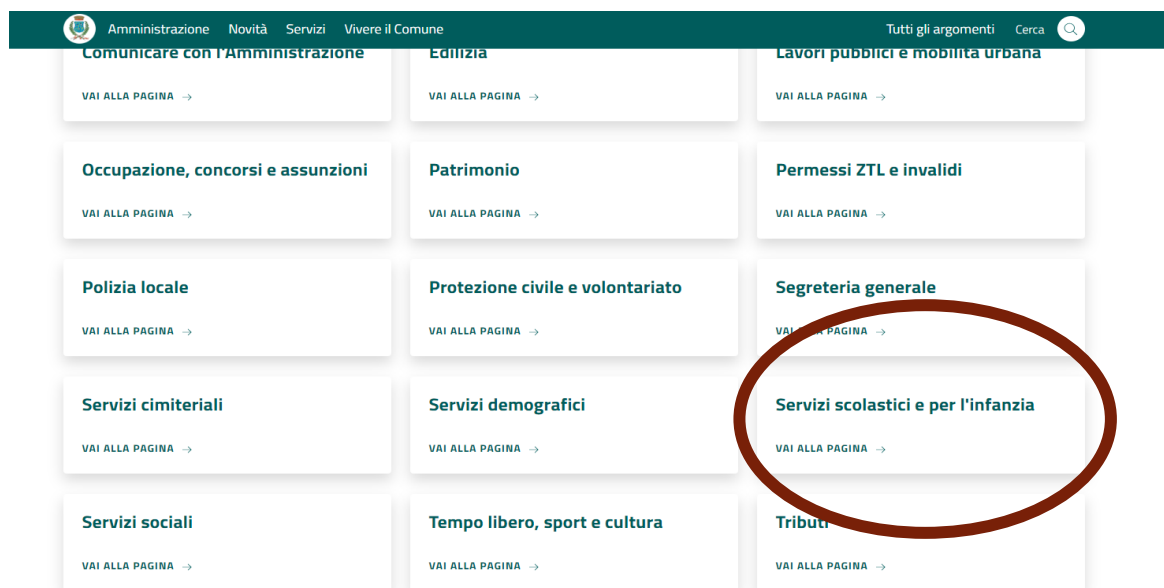 Amministrazione Novità Servizi Vivere il Comune Tutti gli argomenti Cerca
Comunicare con l'Amministrazione Edilizia Lavori pubblici e mobilità urbana
VAI ALLA PAGINA → VAI ALLA PAGINA → VAI ALLA PAGINA →
Occupazione, concorsi e assunzioni Patrimonio Permessi ZTL e invalidi
VAI ALLA PAGINA → VAI ALLA PAGINA → VAI ALLA PAGINA →
Polizia locale Protezione civile e volontariato Segreteria generale
VAI ALLA PAGINA → VAI ALLA PAGINA → VAI ALLA PAGINA →
Servizi cimiteriali Servizi demografici Servizi scolastici e per l'infanzia
VAI ALLA PAGINA → VAI ALLA PAGINA → VAI ALLA PAGINA →
Servizi sociali Tempo libero, sport e cultura Tributi
VAI ALLA PAGINA → VAI ALLA PAGINA → VAI ALLA PAGINA →